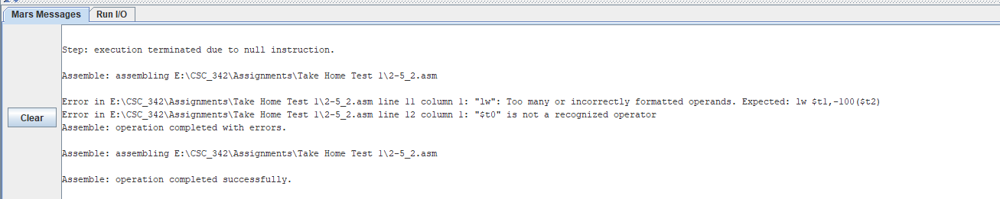 Mars Messages Run I/O
Step: execution terminated due to null instruction.
Assemble: assembling E:\CSC_342\Assignments\Take Home Test 1\2-5_2.asm
Error in E:\CSC_342\Assignments\Take Home Test 1\2-5_2.asm line 11 column 1: "lw": Too many or incorrectly formatted operands. Expected: lw $t1,-100($t2)
Error in E:\CSC_342\Assignments\Take Home Test 1\2-5_2.asm line 12 column 1: "$t0" is not a recognized operator
Clear
Assemble: operation completed with errors.
Assemble: assembling E:\CSC_342\Assignments\Take Home Test 1\2-5_2.asm
Assemble: operation completed successfully.